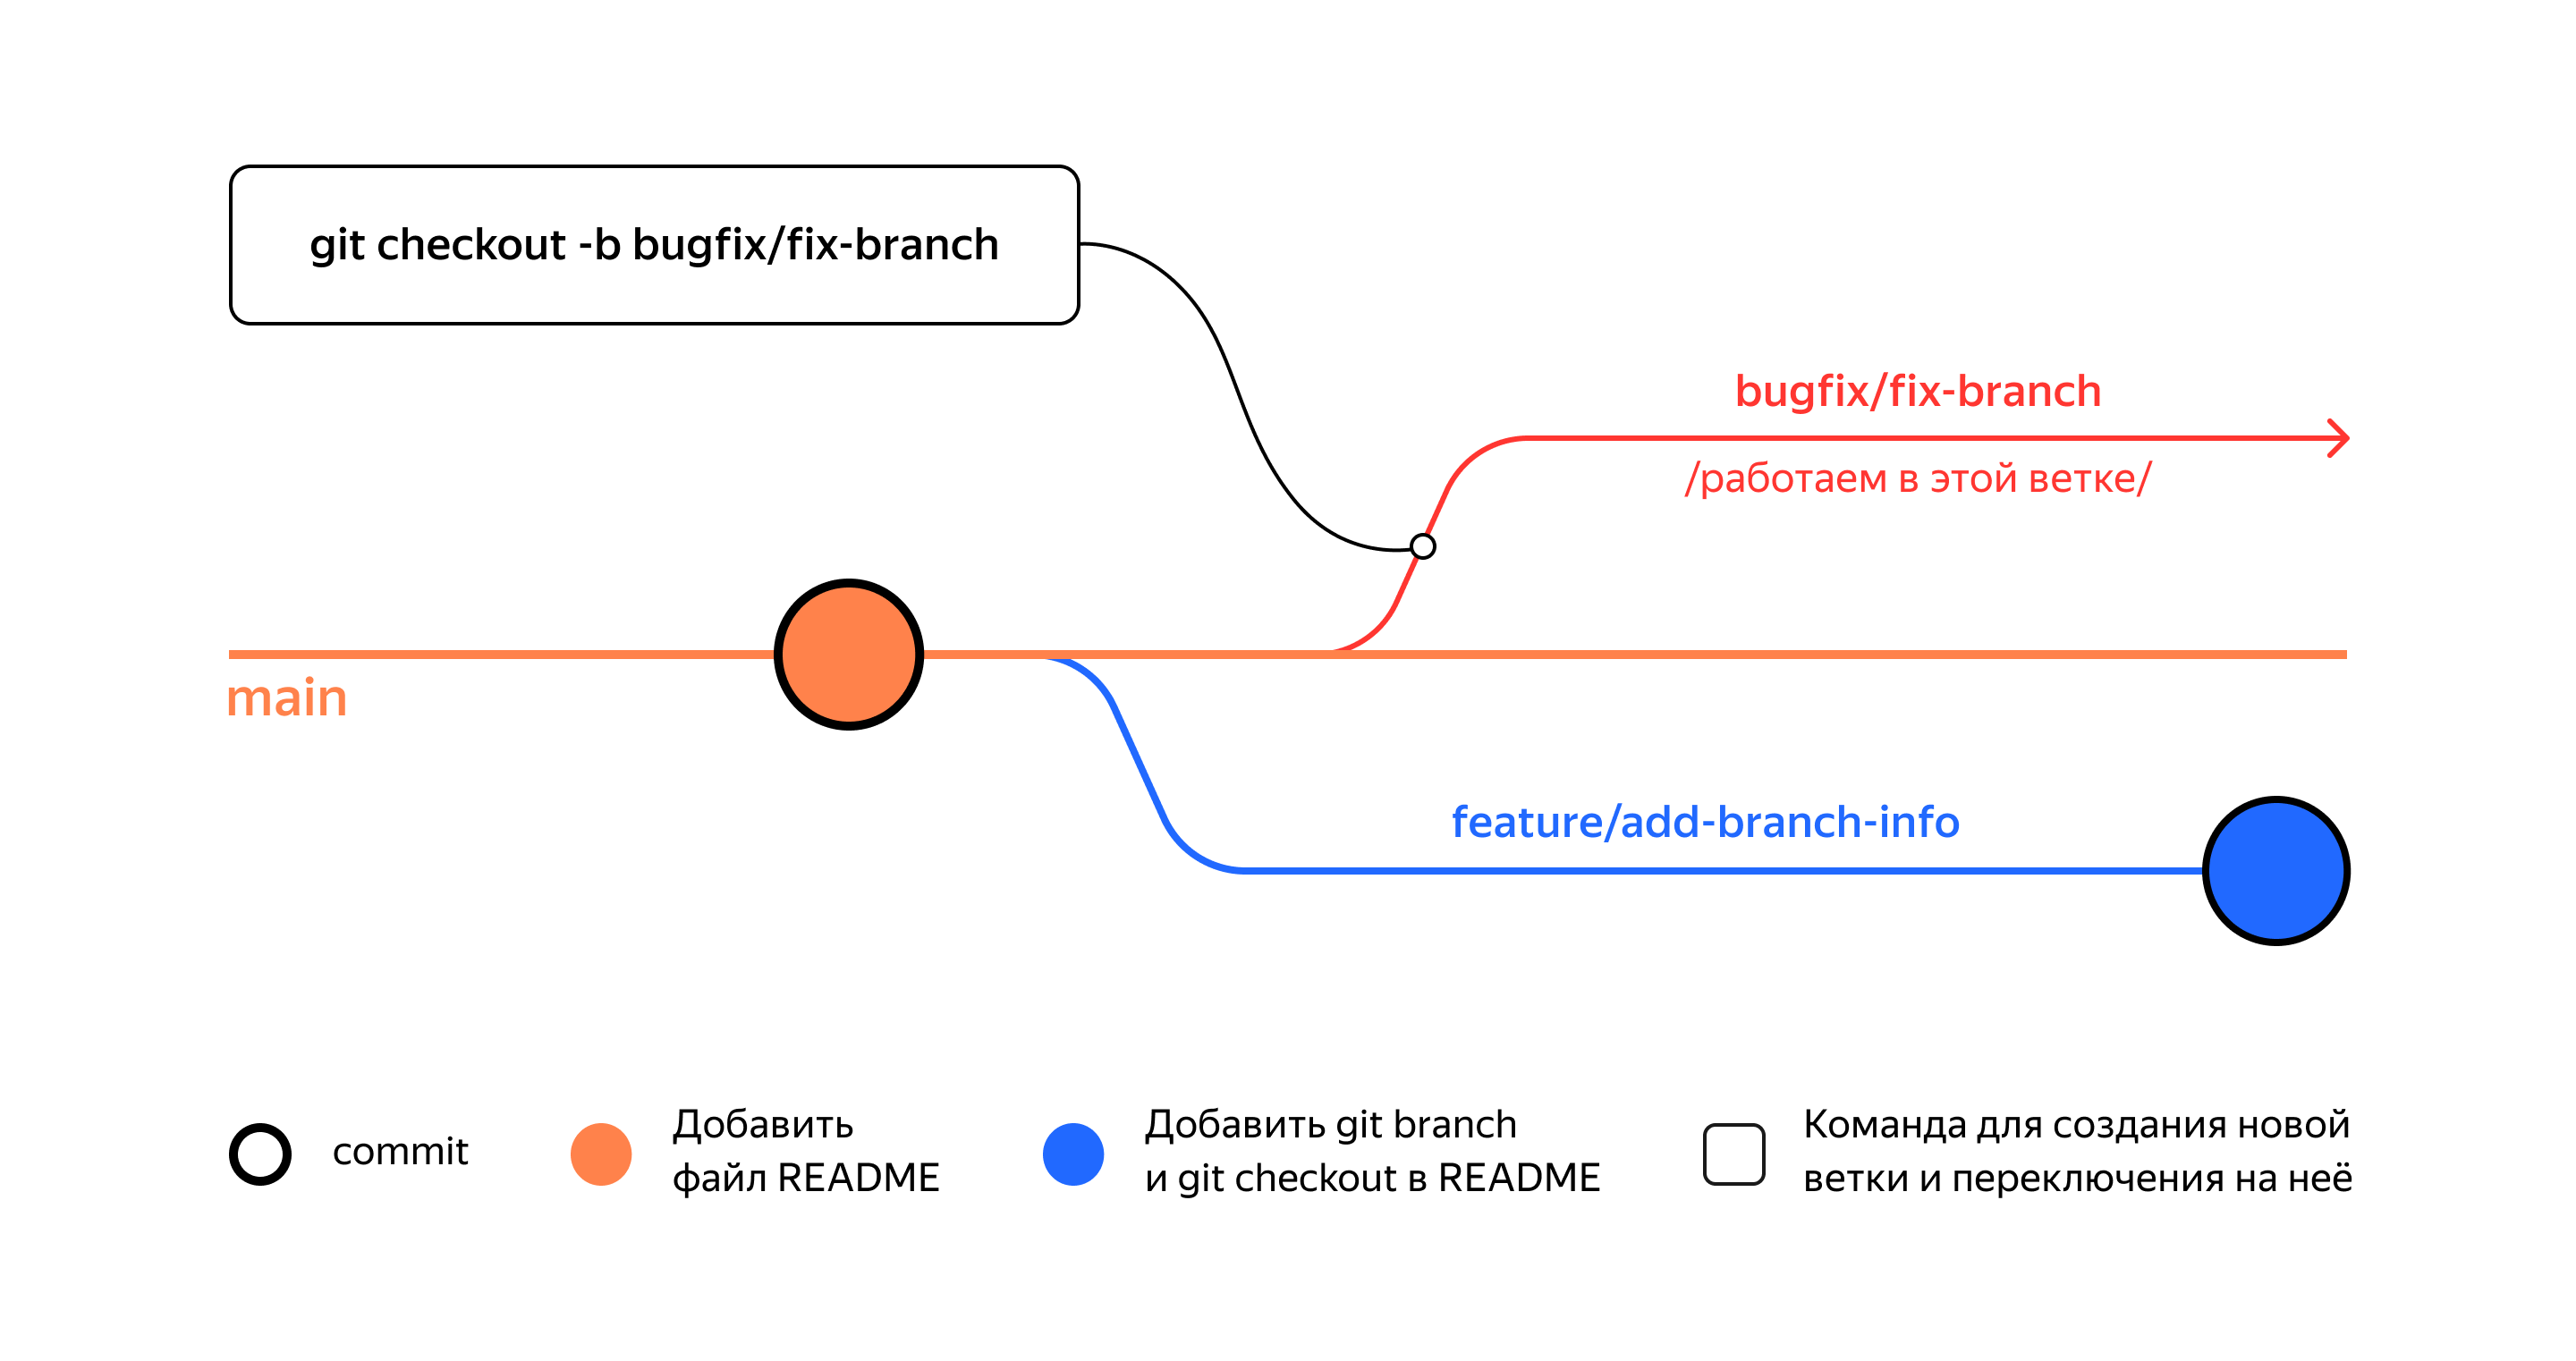 git checkout -b bugfix/fix-branch
bugfix/fix-branch
/работаем в этой ветке/
main
feature/add-branch-info
commit
Добавить
файл README
Добавить git branch
и git checkout в README
Команда для создания новой
ветки и переключения на неё